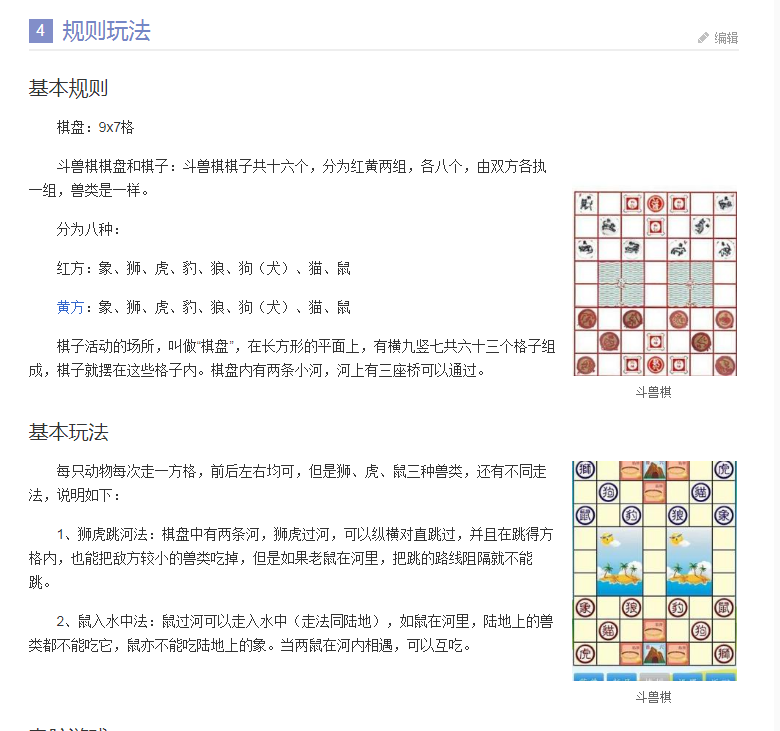 4 规则玩法
编辑
基本规则
棋盘：9x7格
斗兽棋棋盘和棋子：斗兽棋棋子共十六个，分为红黄两组，各八个，由双方各执
一组，兽类是一样。
分为八种：
红方：象、狮、虎、豹、狼、狗（犬）、猫、鼠
黄方：象、狮、虎、豹、狼、狗（犬）、猫、鼠
棋子活动的场所，叫做“棋盘”，在长方形的平面上，有横九竖七共六十三个格子组
成，棋子就摆在这些格子内。棋盘内有两条小河，河上有三座桥可以通过。
斗兽棋
基本玩法
每只动物每次走一方格，前后左右均可，但是狮、虎、鼠三种兽类，还有不同走
法，说明如下：
1、狮虎跳河法：棋盘中有两条河，狮虎过河，可以纵横对直跳过，并且在跳得方
格内，也能把敌方较小的兽类吃掉，但是如果老鼠在河里，把跳的路线阻隔就不能
跳。
2、鼠入水中法：鼠过河可以走入水中（走法同陆地），如鼠在河里，陆地上的兽
类都不能吃它，鼠亦不能吃陆地上的象。当两鼠在河内相遇，可以互吃。
獅 虎
狗 貓
鼠 豹 狼 象
象 狼 豹 鼠
貓 狗
虎 獅
斗兽棋